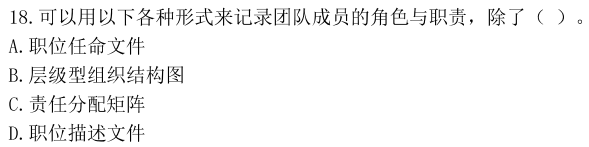 18.可以用以下各种形式来记录团队成员的角色与职责，除了（ ）。
A.职位任命文件
B.层级型组织结构图
C.责任分配矩阵
D.职位描述文件